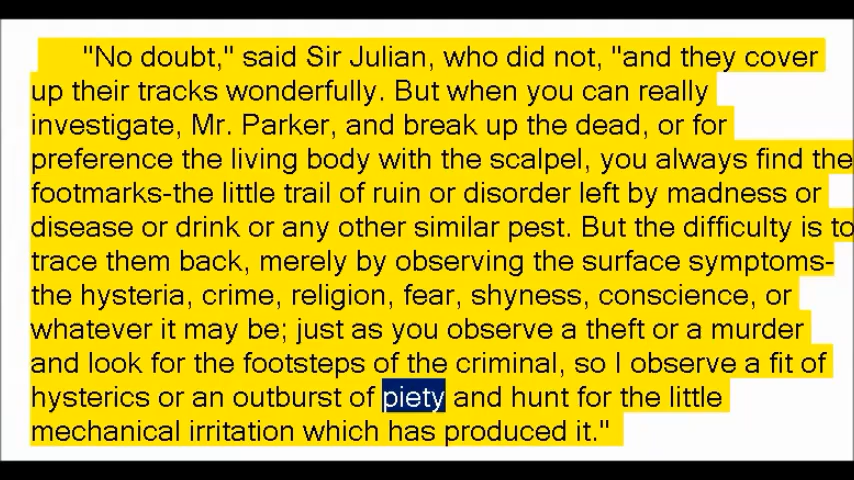 "No doubt," said Sir Julian, who did not, "and they cover
up their tracks wonderfully. But when you can really
investigate, Mr. Parker, and break up the dead, or for
preference the living body with the scalpel, you always find the
footmarks-the little trail of ruin or disorder left by madness or
disease or drink or any other similar pest. But the difficulty is to
trace them back, merely by observing the surface symptoms-
the hysteria, crime, religion, fear, shyness, conscience, or
whatever it may be; just as you observe a theft or a murder
and look for the footsteps of the criminal, so I observe a fit of
hysterics or an outburst of piety and hunt for the little
mechanical irritation which has produced it."